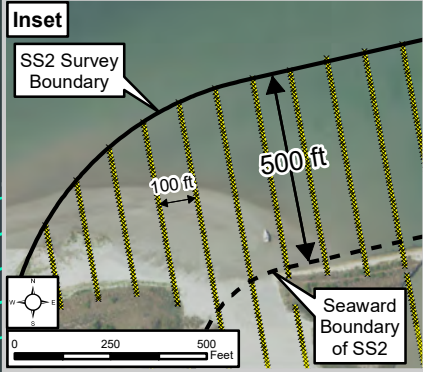 Inset
SS2 Survey
Boundary
500 ft
100 ft
N
W E
S
0 250 500
Feet
Seaward
Boundary
of SS2